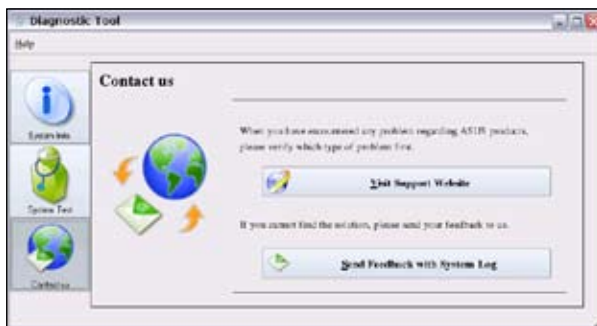 Diagnostic Tool
Help
System Info
System Test
Contact us
Contact us
When you have encountered any problem regarding ASUS products,
please verify which type of problem first.
Visit Support Website
If you cannot find the solution, please send your feedback to us.
Send Feedback with System Log